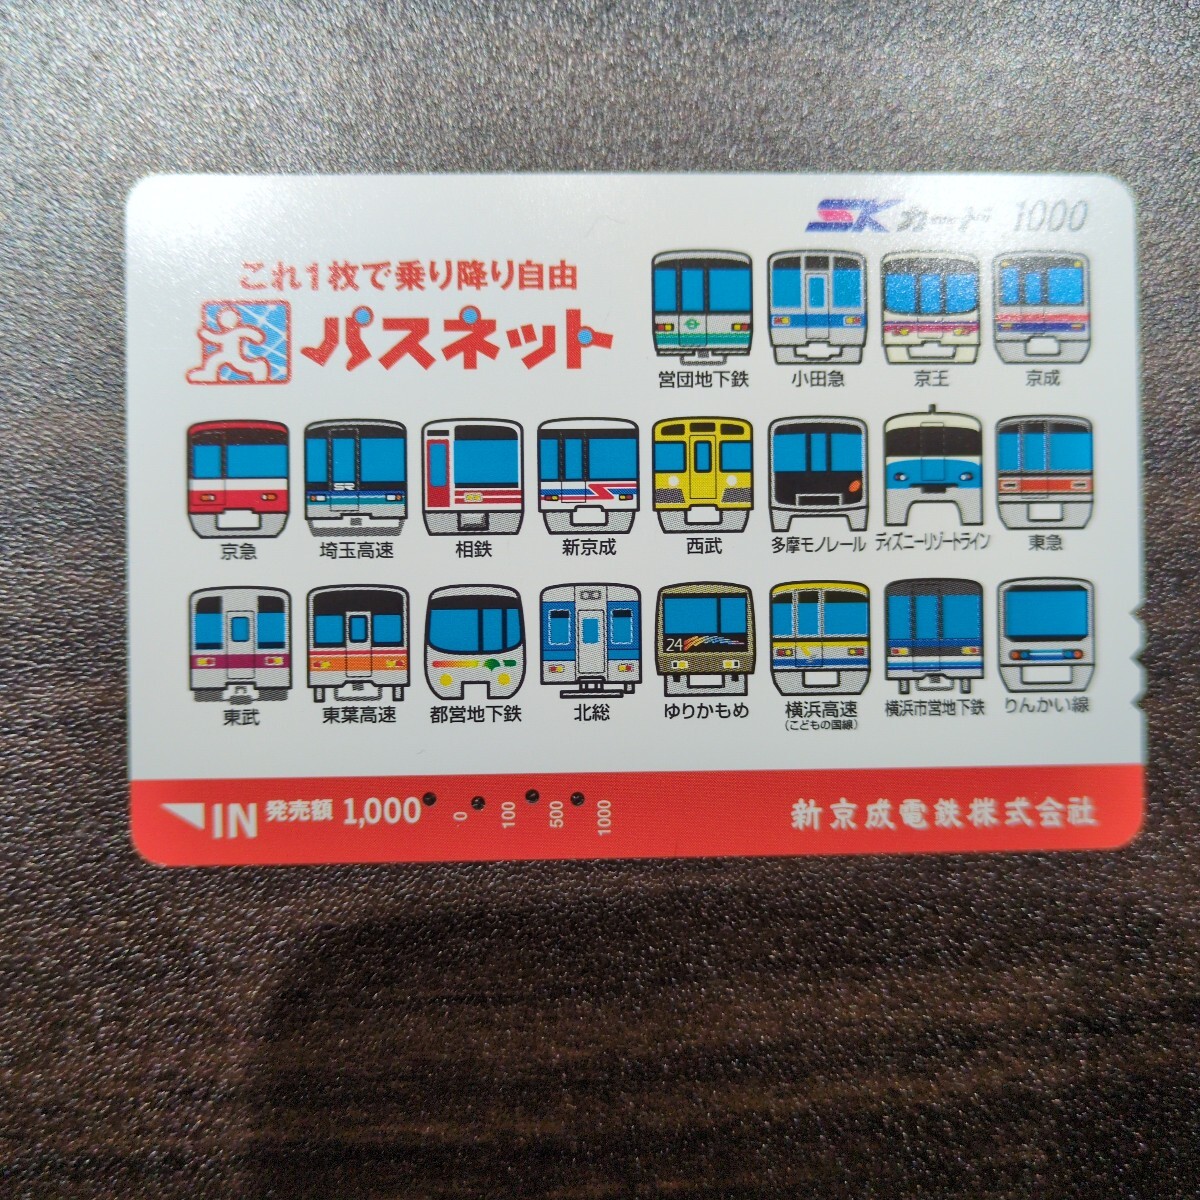 SKカード 1000
これ1枚で乗り降り自由
パスネット
営団地下鉄 小田急 京王 京成
SR
京急 埼玉高速 相鉄 新京成 西武 多摩モノレール ディズニーリゾートライン 東急
24
東武 東葉高速 都営地下鉄 北総 ゆりかもめ 横浜高速 横浜市営地下鉄 りんかい線
(こどもの国線)
IN 発売額 1,000 0 100 500 1000 新京成電鉄株式会社